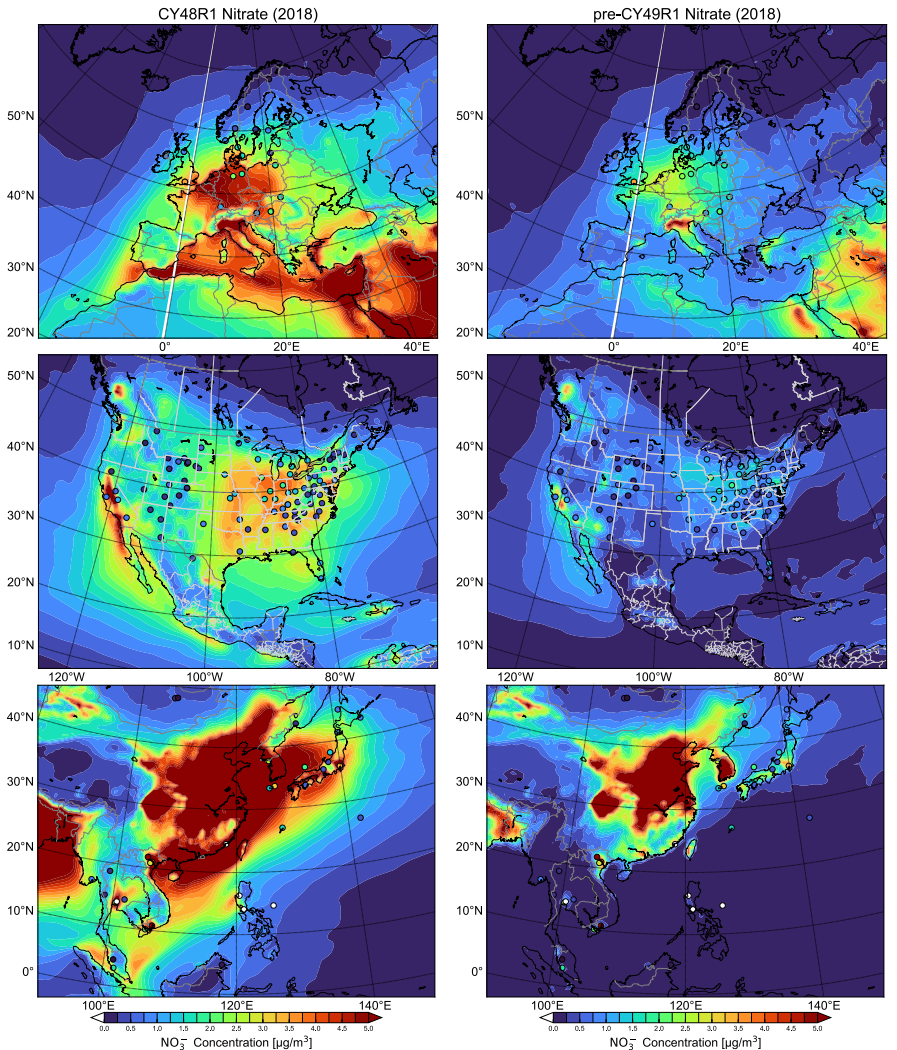 CY48R1 Nitrate (2018)
pre-CY49R1 Nitrate (2018)
50°N
40°N
30°N
20°N
0°
20°E
40°E
50°N
40°N
30°N
20°N
0°
20°E
40°E
50°N
40°N
30°N
20°N
10°N
120°W
100°W
80°W
50°N
40°N
30°N
20°N
10°N
120°W
100°W
80°W
40°N
30°N
20°N
10°N
0°
100°E
120°E
140°E
40°N
30°N
20°N
10°N
0°
100°E
120°E
140°E
0.0 0.5 1.0 1.5 2.0 2.5 3.0 3.5 4.0 4.5 5.0
NO₃⁻ Concentration [μg/m³]
0.0 0.5 1.0 1.5 2.0 2.5 3.0 3.5 4.0 4.5 5.0
NO₃⁻ Concentration [μg/m³]